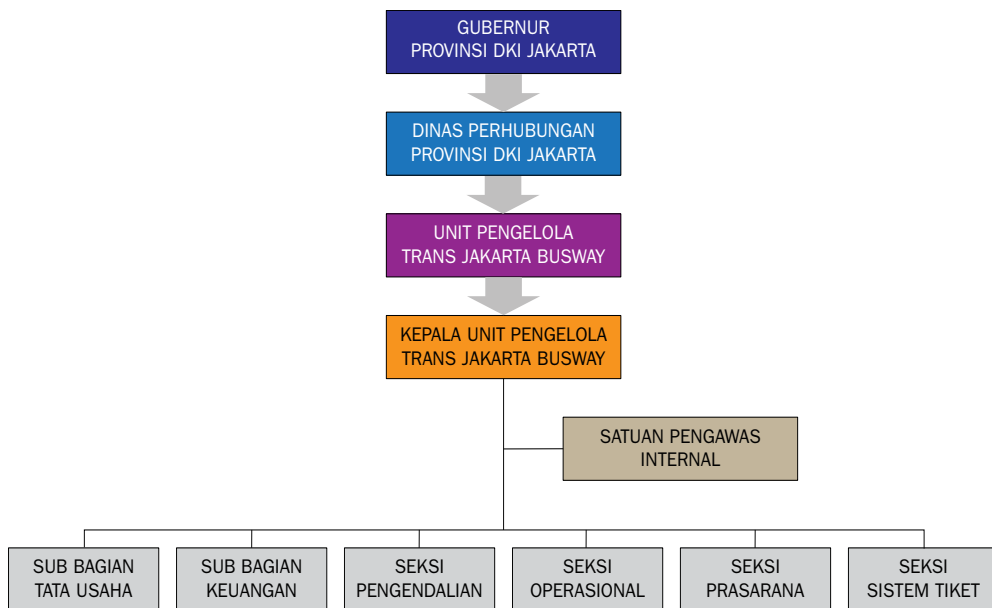 GUBERNUR
PROVINSI DKI JAKARTA
DINAS PERHUBUNGAN
PROVINSI DKI JAKARTA
UNIT PENGELOLA
TRANS JAKARTA BUSWAY
KEPALA UNIT PENGELOLA
TRANS JAKARTA BUSWAY
SATUAN PENGAWAS
INTERNAL
SUB BAGIAN
TATA USAHA
SUB BAGIAN
KEUANGAN
SEKSI
PENGENDALIAN
SEKSI
OPERASIONAL
SEKSI
PRASARANA
SEKSI
SISTEM TIKET